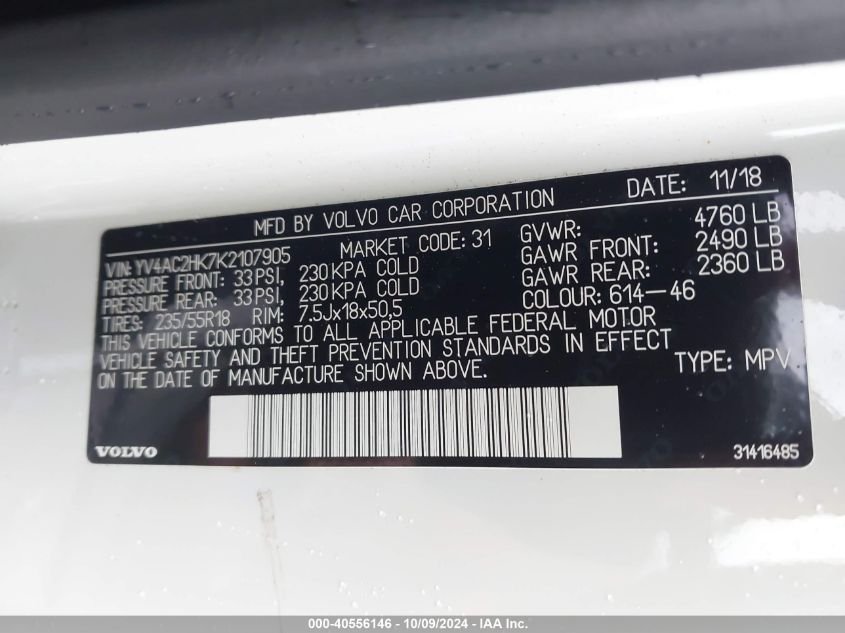 MFD BY VOLVO CAR CORPORATION DATE: 11/18
VIN: YV4AC2HK7K2107905 MARKET CODE: 31 GVWR: 4760 LB
PRESSURE FRONT: 33 PSI, 230 KPA COLD GAWR FRONT: 2490 LB
PRESSURE REAR: 33 PSI, 230 KPA COLD GAWR REAR: 2360 LB
TIRES: 235/55R18 RIM: 7.5Jx18x50,5 COLOUR: 614-46
THIS VEHICLE CONFORMS TO ALL APPLICABLE FEDERAL MOTOR
VEHICLE SAFETY AND THEFT PREVENTION STANDARDS IN EFFECT
ON THE DATE OF MANUFACTURE SHOWN ABOVE. TYPE: MPV
VOLVO 31416485
000-40556146 - 10/09/2024 - IAA Inc.